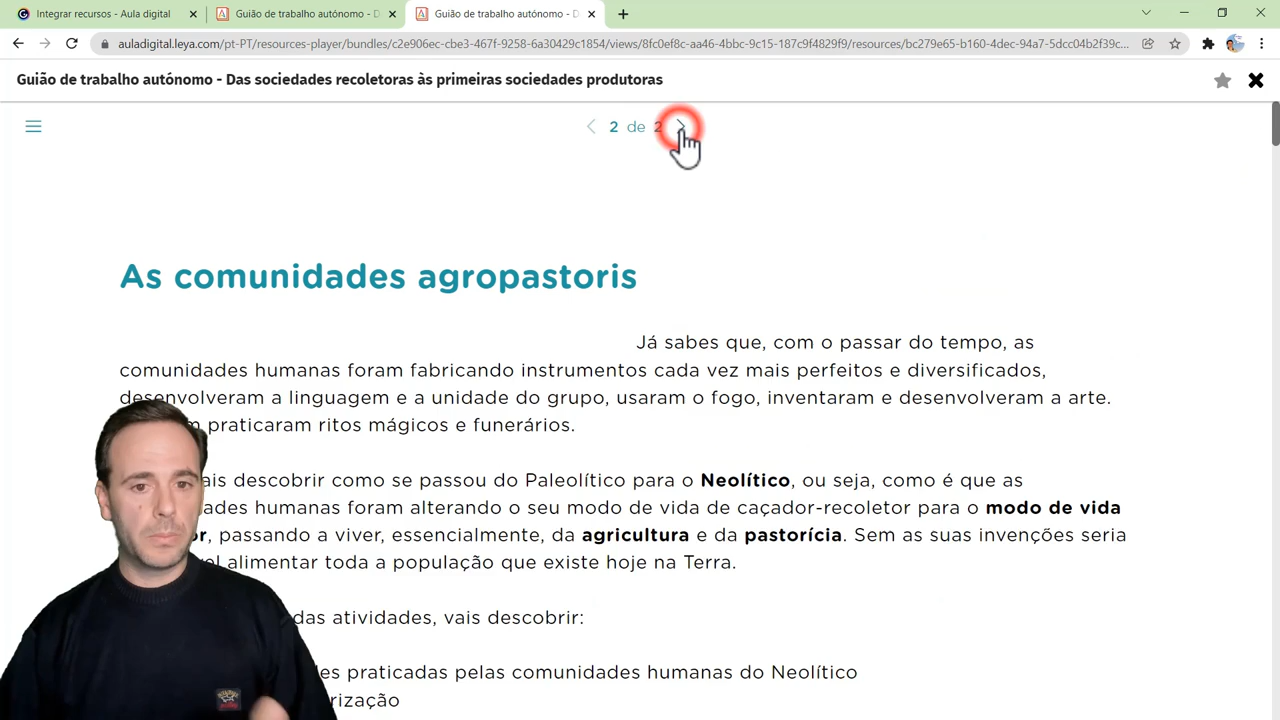 Integrar recursos - Aula digital
Guião de trabalho autónomo - D
Guião de trabalho autónomo - D
auladigital.leya.com/pt-PT/resources-player/bundles/c2e906ec-cbe3-467f-9258-6a30429c1854/views/8fc0ef8c-aa46-4bbc-9c15-187c9f4829f9/resources/bc279e65-b160-4dec-94a7-5dcc04b2f39c...
Guião de trabalho autónomo - Das sociedades recoletoras às primeiras sociedades produtoras
2 de 2
As comunidades agropastoris
Já sabes que, com o passar do tempo, as
comunidades humanas foram fabricando instrumentos cada vez mais perfeitos e diversificados,
desenvolveram a linguagem e a unidade do grupo, usaram o fogo, inventaram e desenvolveram a arte.
praticaram ritos mágicos e funerários.
ais descobrir como se passou do Paleolítico para o Neolítico, ou seja, como é que as
dades humanas foram alterando o seu modo de vida de caçador-recoletor para o modo de vida
or, passando a viver, essencialmente, da agricultura e da pastorícia. Sem as suas invenções seria
el alimentar toda a população que existe hoje na Terra.
das atividades, vais descobrir:
des praticadas pelas comunidades humanas do Neolítico
rização